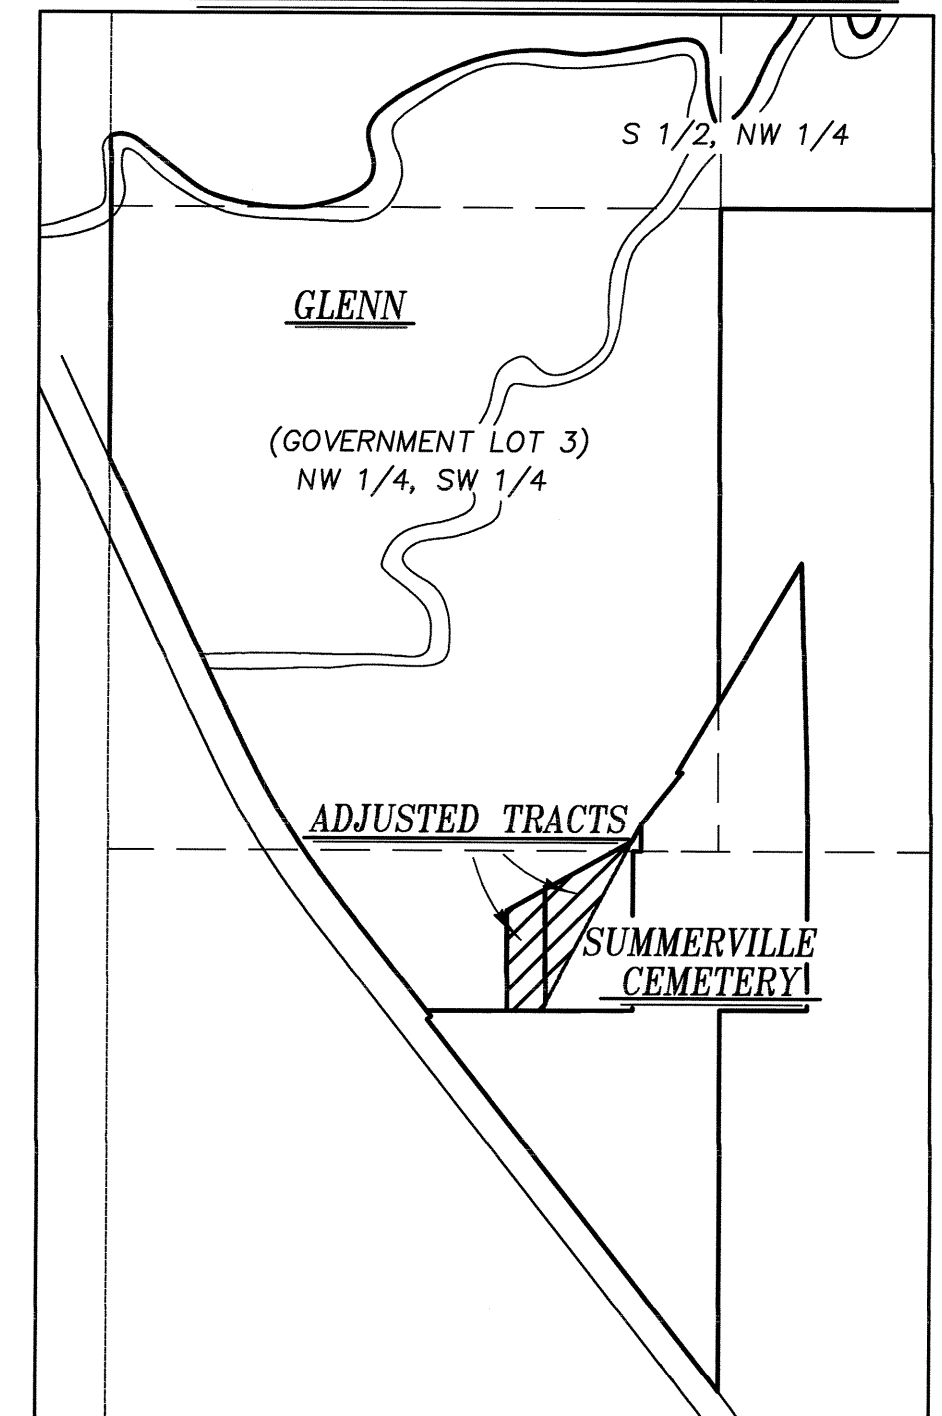 S 1/2, NW 1/4
GLENN
(GOVERNMENT LOT 3)
NW 1/4, SW 1/4
ADJUSTED TRACTS
SUMMERVILLE
CEMETERY